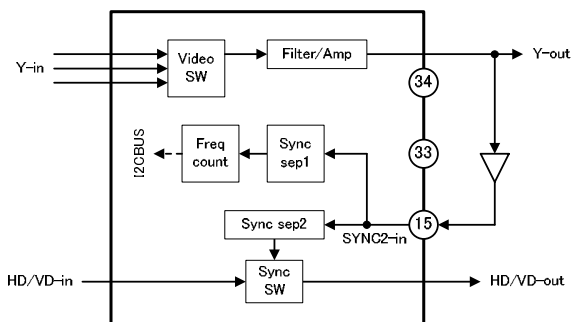 Y-in
Video
SW
Filter/Amp
Y-out
34
I2CBUS
Freq
count
Sync
sep1
33
Sync sep2
SYNC2-in
15
HD/VD-in
Sync
SW
HD/VD-out